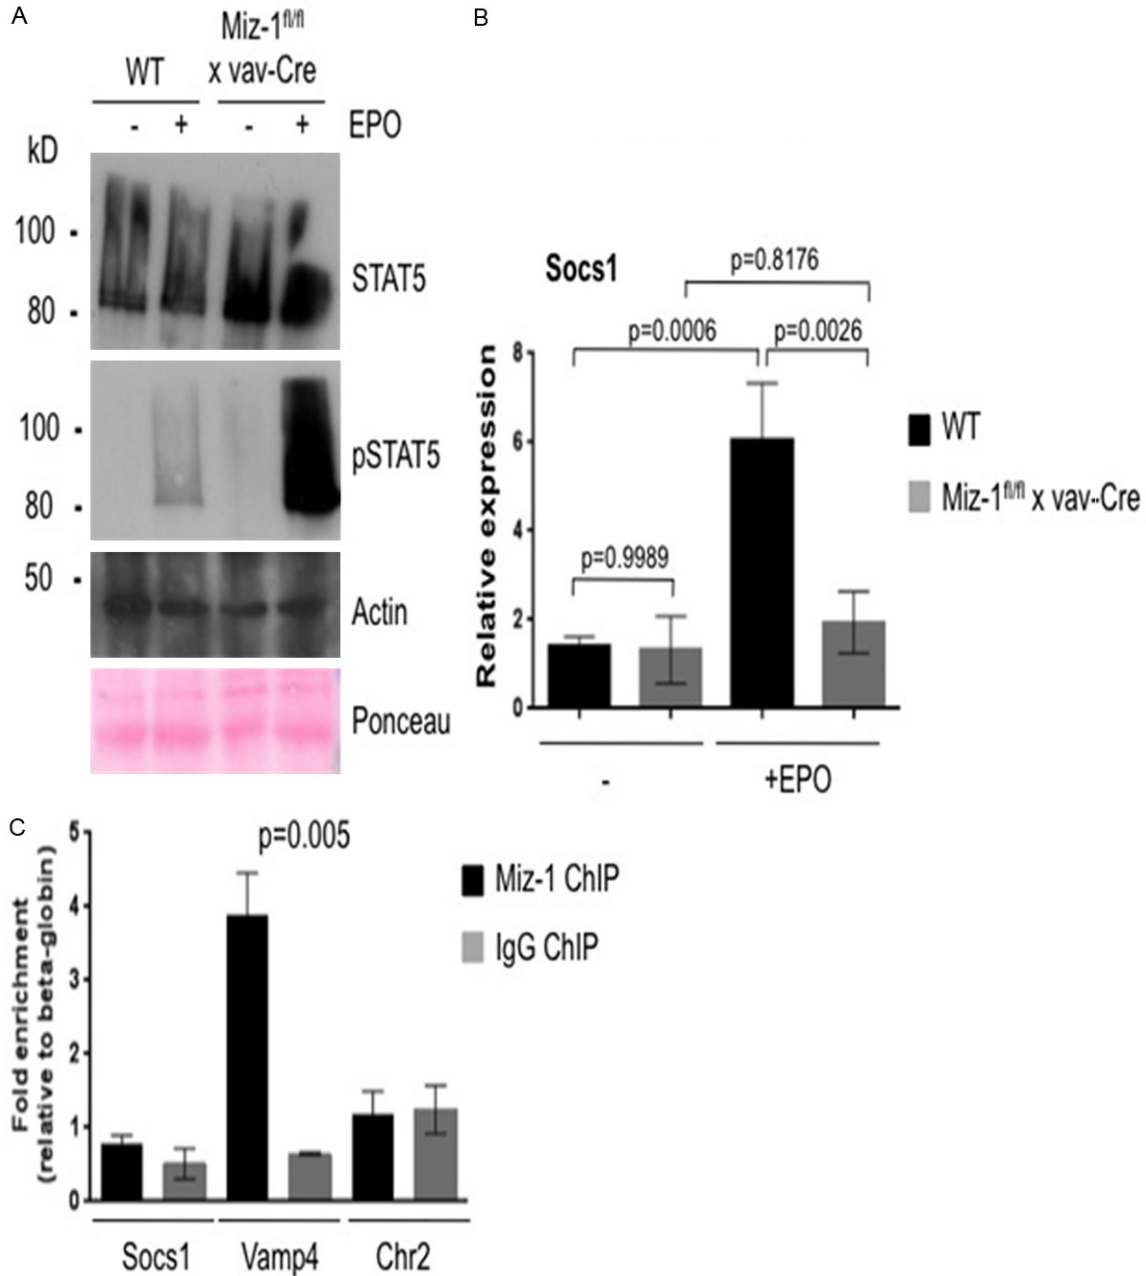 A
Miz-1fl/fl
WT
x vav-Cre
- + - + EPO
kD
100 -
80 -
STAT5
100 -
80 -
pSTAT5
50 -
Actin
Ponceau
B
Socs1
p=0.8176
p=0.0006
p=0.0026
p=0.9989
Relative expression
8
6
4
2
0
-
+EPO
WT
Miz-1fl/fl x vav-Cre
C
p=0.005
Fold enrichment
(relative to beta-globin)
5
4
3
2
1
0
Socs1
Vamp4
Chr2
Miz-1 ChIP
IgG ChIP